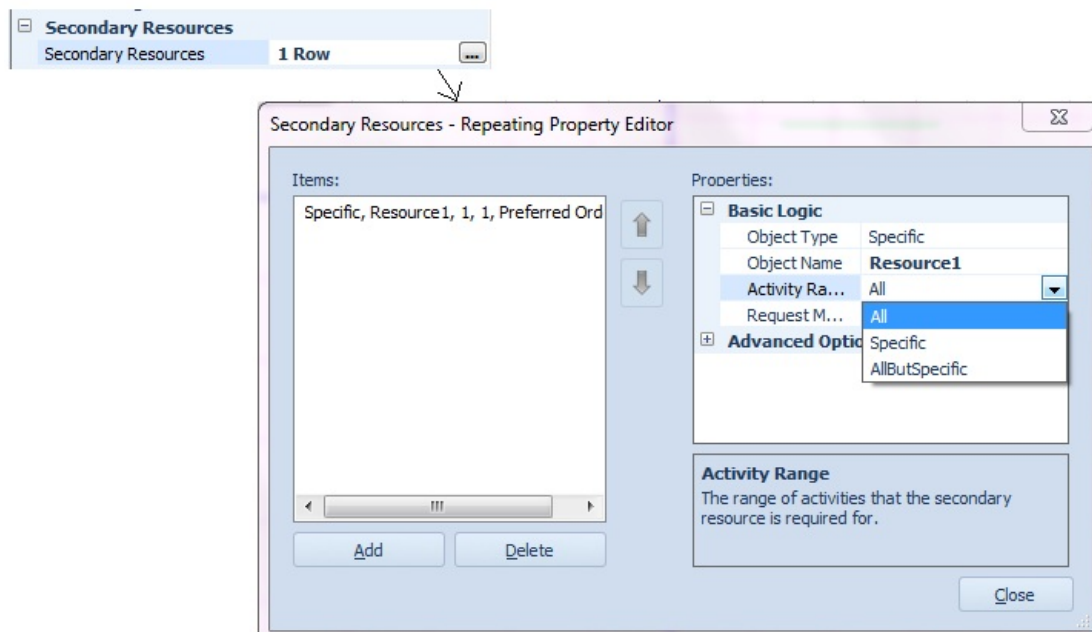 Secondary Resources
Secondary Resources 1 Row ...
Secondary Resources - Repeating Property Editor
Items:
Specific, Resource1, 1, 1, Preferred Ord
Properties:
Basic Logic
Object Type Specific
Object Name Resource1
Activity Ra... All
Request M...
All
Specific
AllButSpecific
Advanced Optio
Activity Range
The range of activities that the secondary
resource is required for.
Add Delete
Close